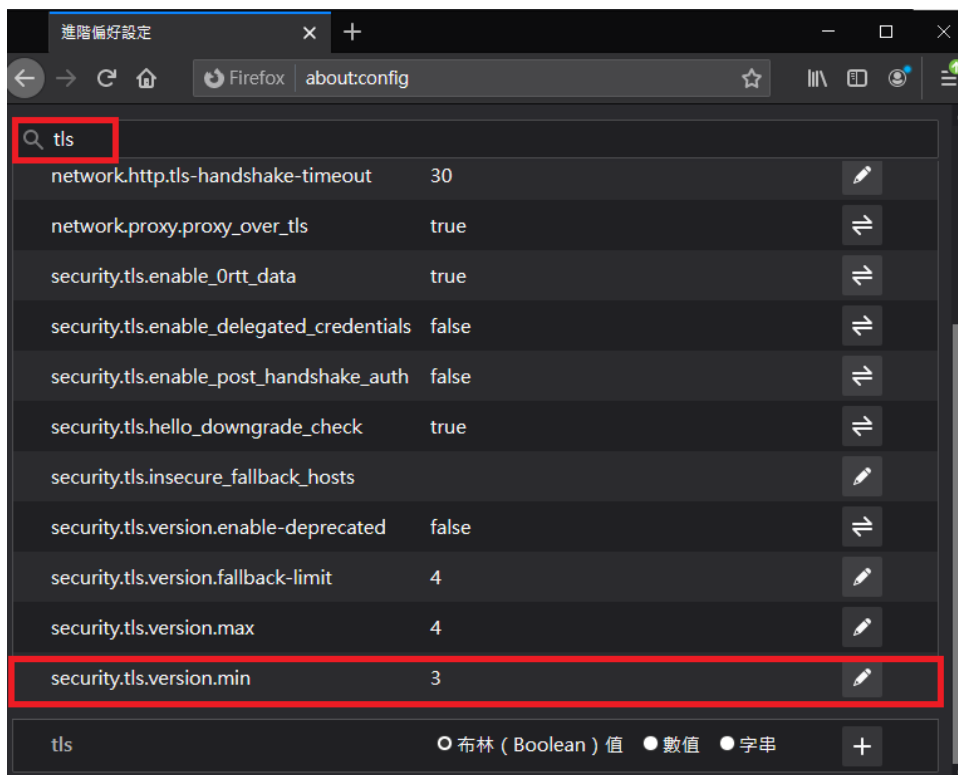 進階偏好設定
Firefox about:config
tls
network.http.tls-handshake-timeout 30
network.proxy.proxy_over_tls true
security.tls.enable_0rtt_data true
security.tls.enable_delegated_credentials false
security.tls.enable_post_handshake_auth false
security.tls.hello_downgrade_check true
security.tls.insecure_fallback_hosts
security.tls.version.enable-deprecated false
security.tls.version.fallback-limit 4
security.tls.version.max 4
security.tls.version.min 3
tls 布林（Boolean）值 數值 字串